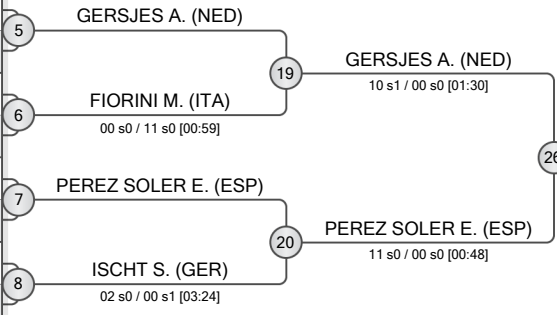 5
GERSJES A. (NED)
19
GERSJES A. (NED)
10 s1 / 00 s0 [01:30]
6
FIORINI M. (ITA)
00 s0 / 11 s0 [00:59]
26
7
PEREZ SOLER E. (ESP)
20
PEREZ SOLER E. (ESP)
11 s0 / 00 s0 [00:48]
8
ISCHT S. (GER)
02 s0 / 00 s1 [03:24]